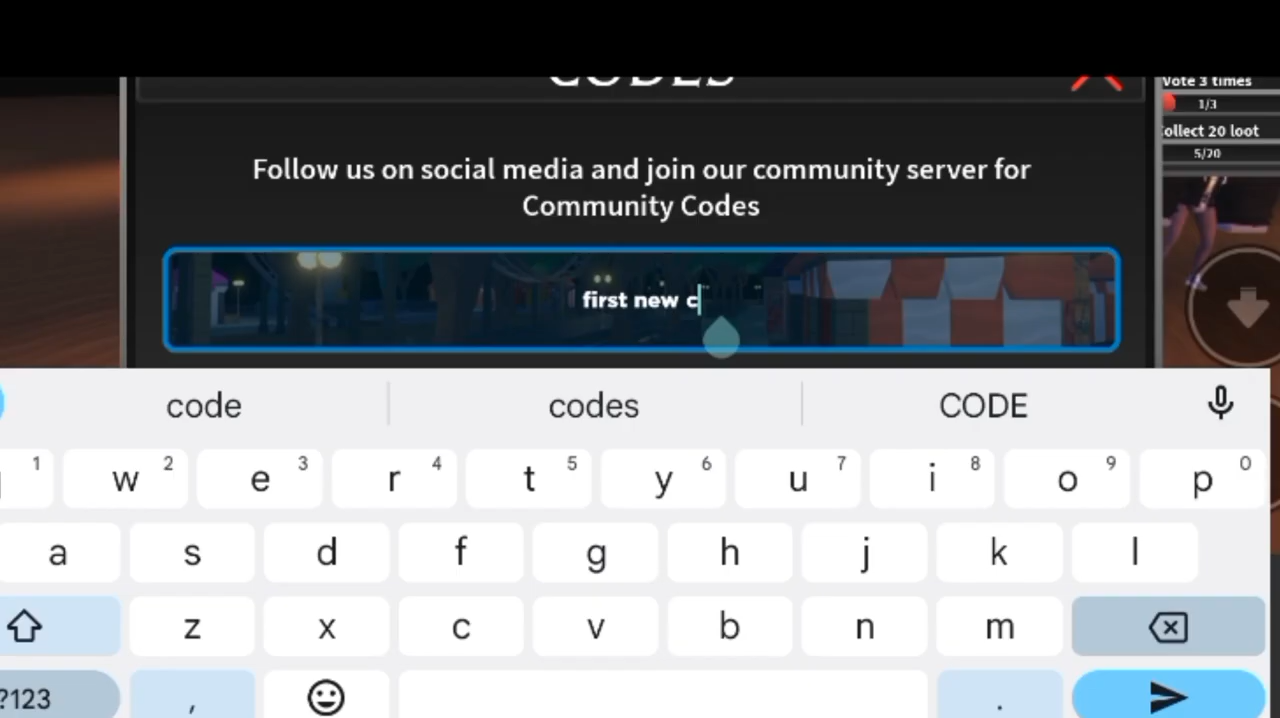 CODES
Vote 3 times
1/3
Collect 20 loot
5/20
Follow us on social media and join our community server for
Community Codes
first new c
code codes CODE
1 w 2 e 3 r 4 t 5 y 6 u 7 i 8 o 9 p 0
a s d f g h j k l
z x c v b n m
?123 , .